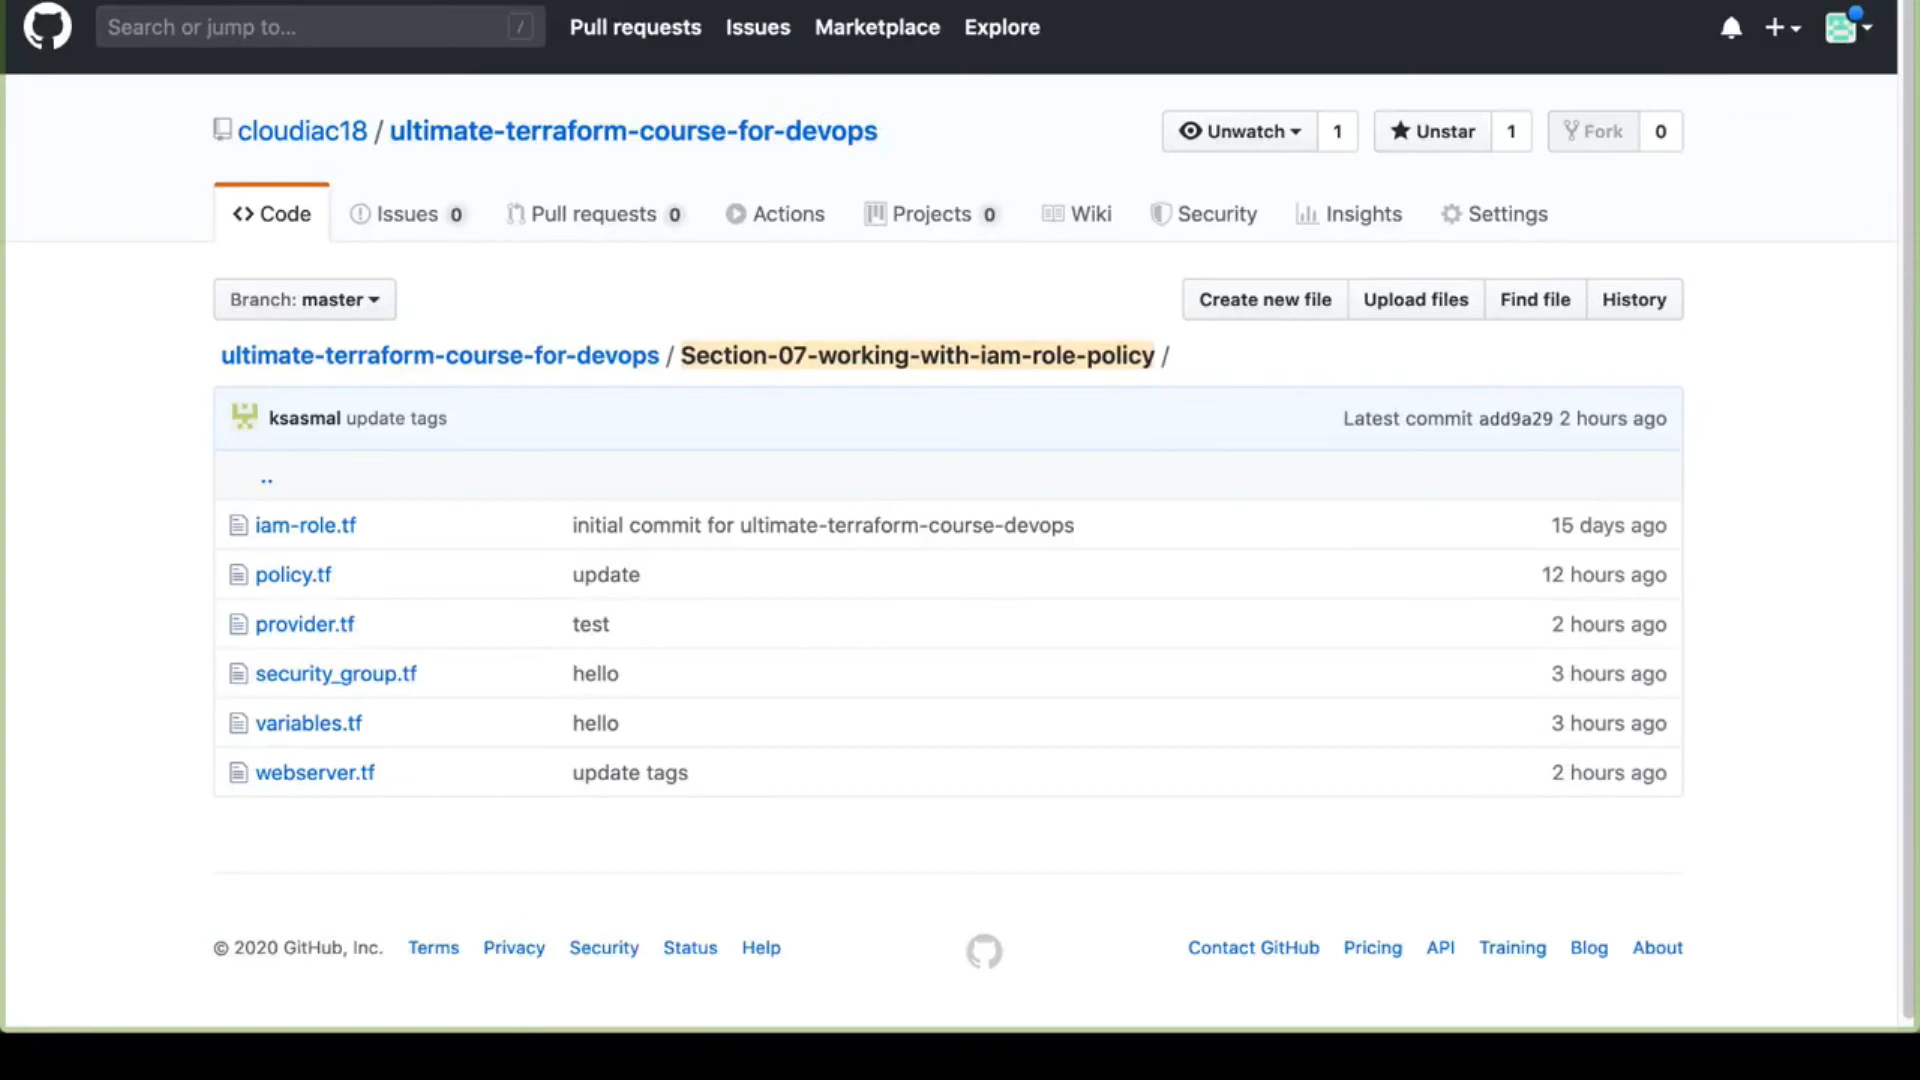 Search or jump to... / Pull requests Issues Marketplace Explore
cloudiac18 / ultimate-terraform-course-for-devops Unwatch 1 Unstar 1 Fork 0
Code Issues 0 Pull requests 0 Actions Projects 0 Wiki Security Insights Settings
Branch: master Create new file Upload files Find file History
ultimate-terraform-course-for-devops / Section-07-working-with-iam-role-policy /
ksasmal update tags Latest commit add9a29 2 hours ago
..
iam-role.tf initial commit for ultimate-terraform-course-devops 15 days ago
policy.tf update 12 hours ago
provider.tf test 2 hours ago
security_group.tf hello 3 hours ago
variables.tf hello 3 hours ago
webserver.tf update tags 2 hours ago
© 2020 GitHub, Inc. Terms Privacy Security Status Help Contact GitHub Pricing API Training Blog About